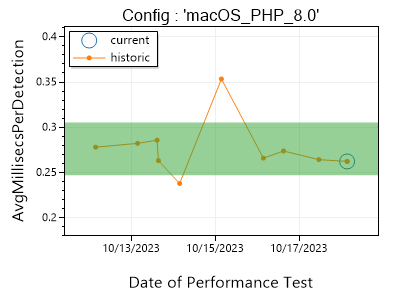 Config : 'macOS_PHP_8.0'
current
historic
0.4
0.35
0.3
0.25
0.2
AvgMillisecsPerDetection
10/13/2023
10/15/2023
10/17/2023
Date of Performance Test